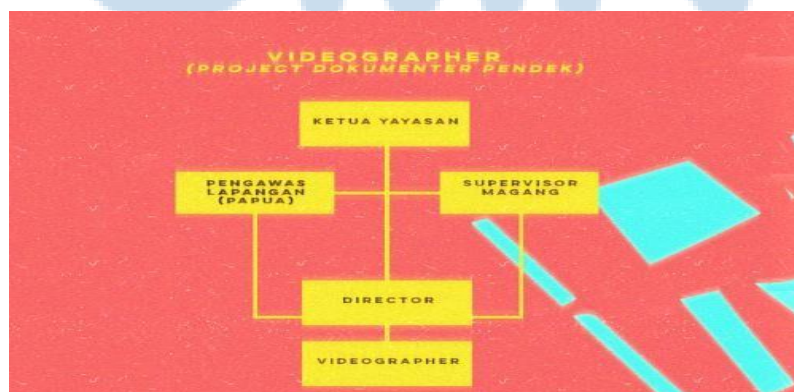 VIDEOGRAPHER
(PROJECT DOKUMENTER PENDEK)
KETUA YAYASAN
PENGAWAS
LAPANGAN
(PAPUA)
SUPERVISOR
MAGANG
DIRECTOR
VIDEOGRAPHER